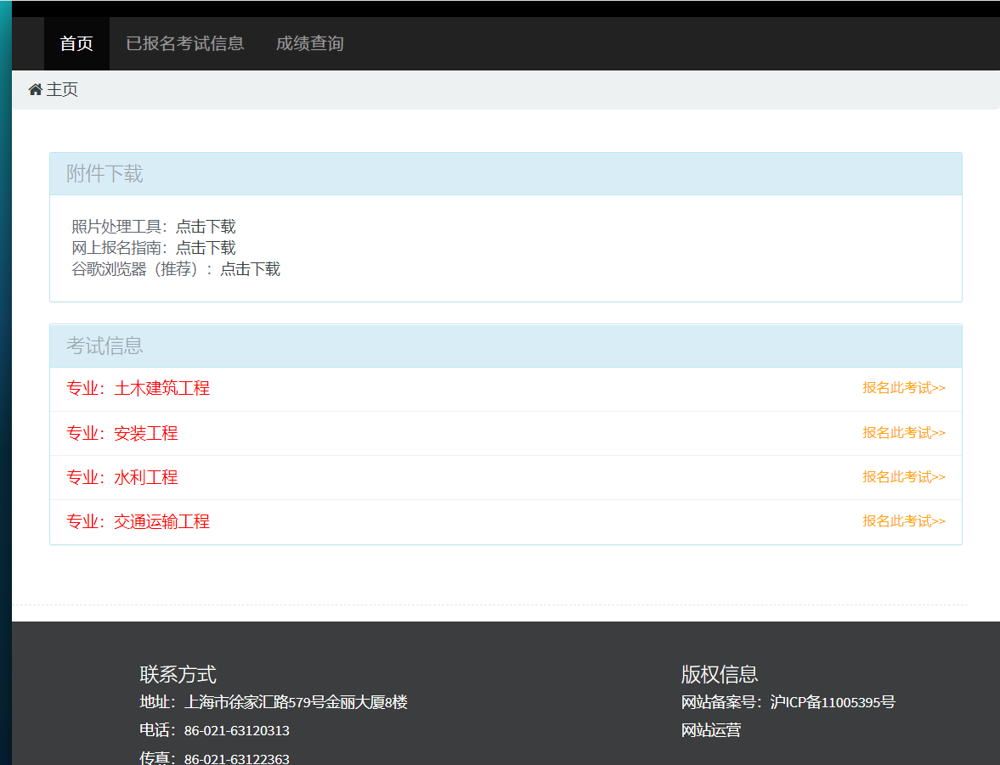 首页 已报名考试信息 成绩查询
主页
附件下载
照片处理工具：点击下载
网上报名指南：点击下载
谷歌浏览器（推荐）：点击下载
考试信息
专业：土木建筑工程 报名此考试>>
专业：安装工程 报名此考试>>
专业：水利工程 报名此考试>>
专业：交通运输工程 报名此考试>>
联系方式
地址：上海市徐家汇路579号金丽大厦8楼
电话：86-021-63120313
传真：86-021-63122363
版权信息
网站备案号：沪ICP备11005395号
网站运营